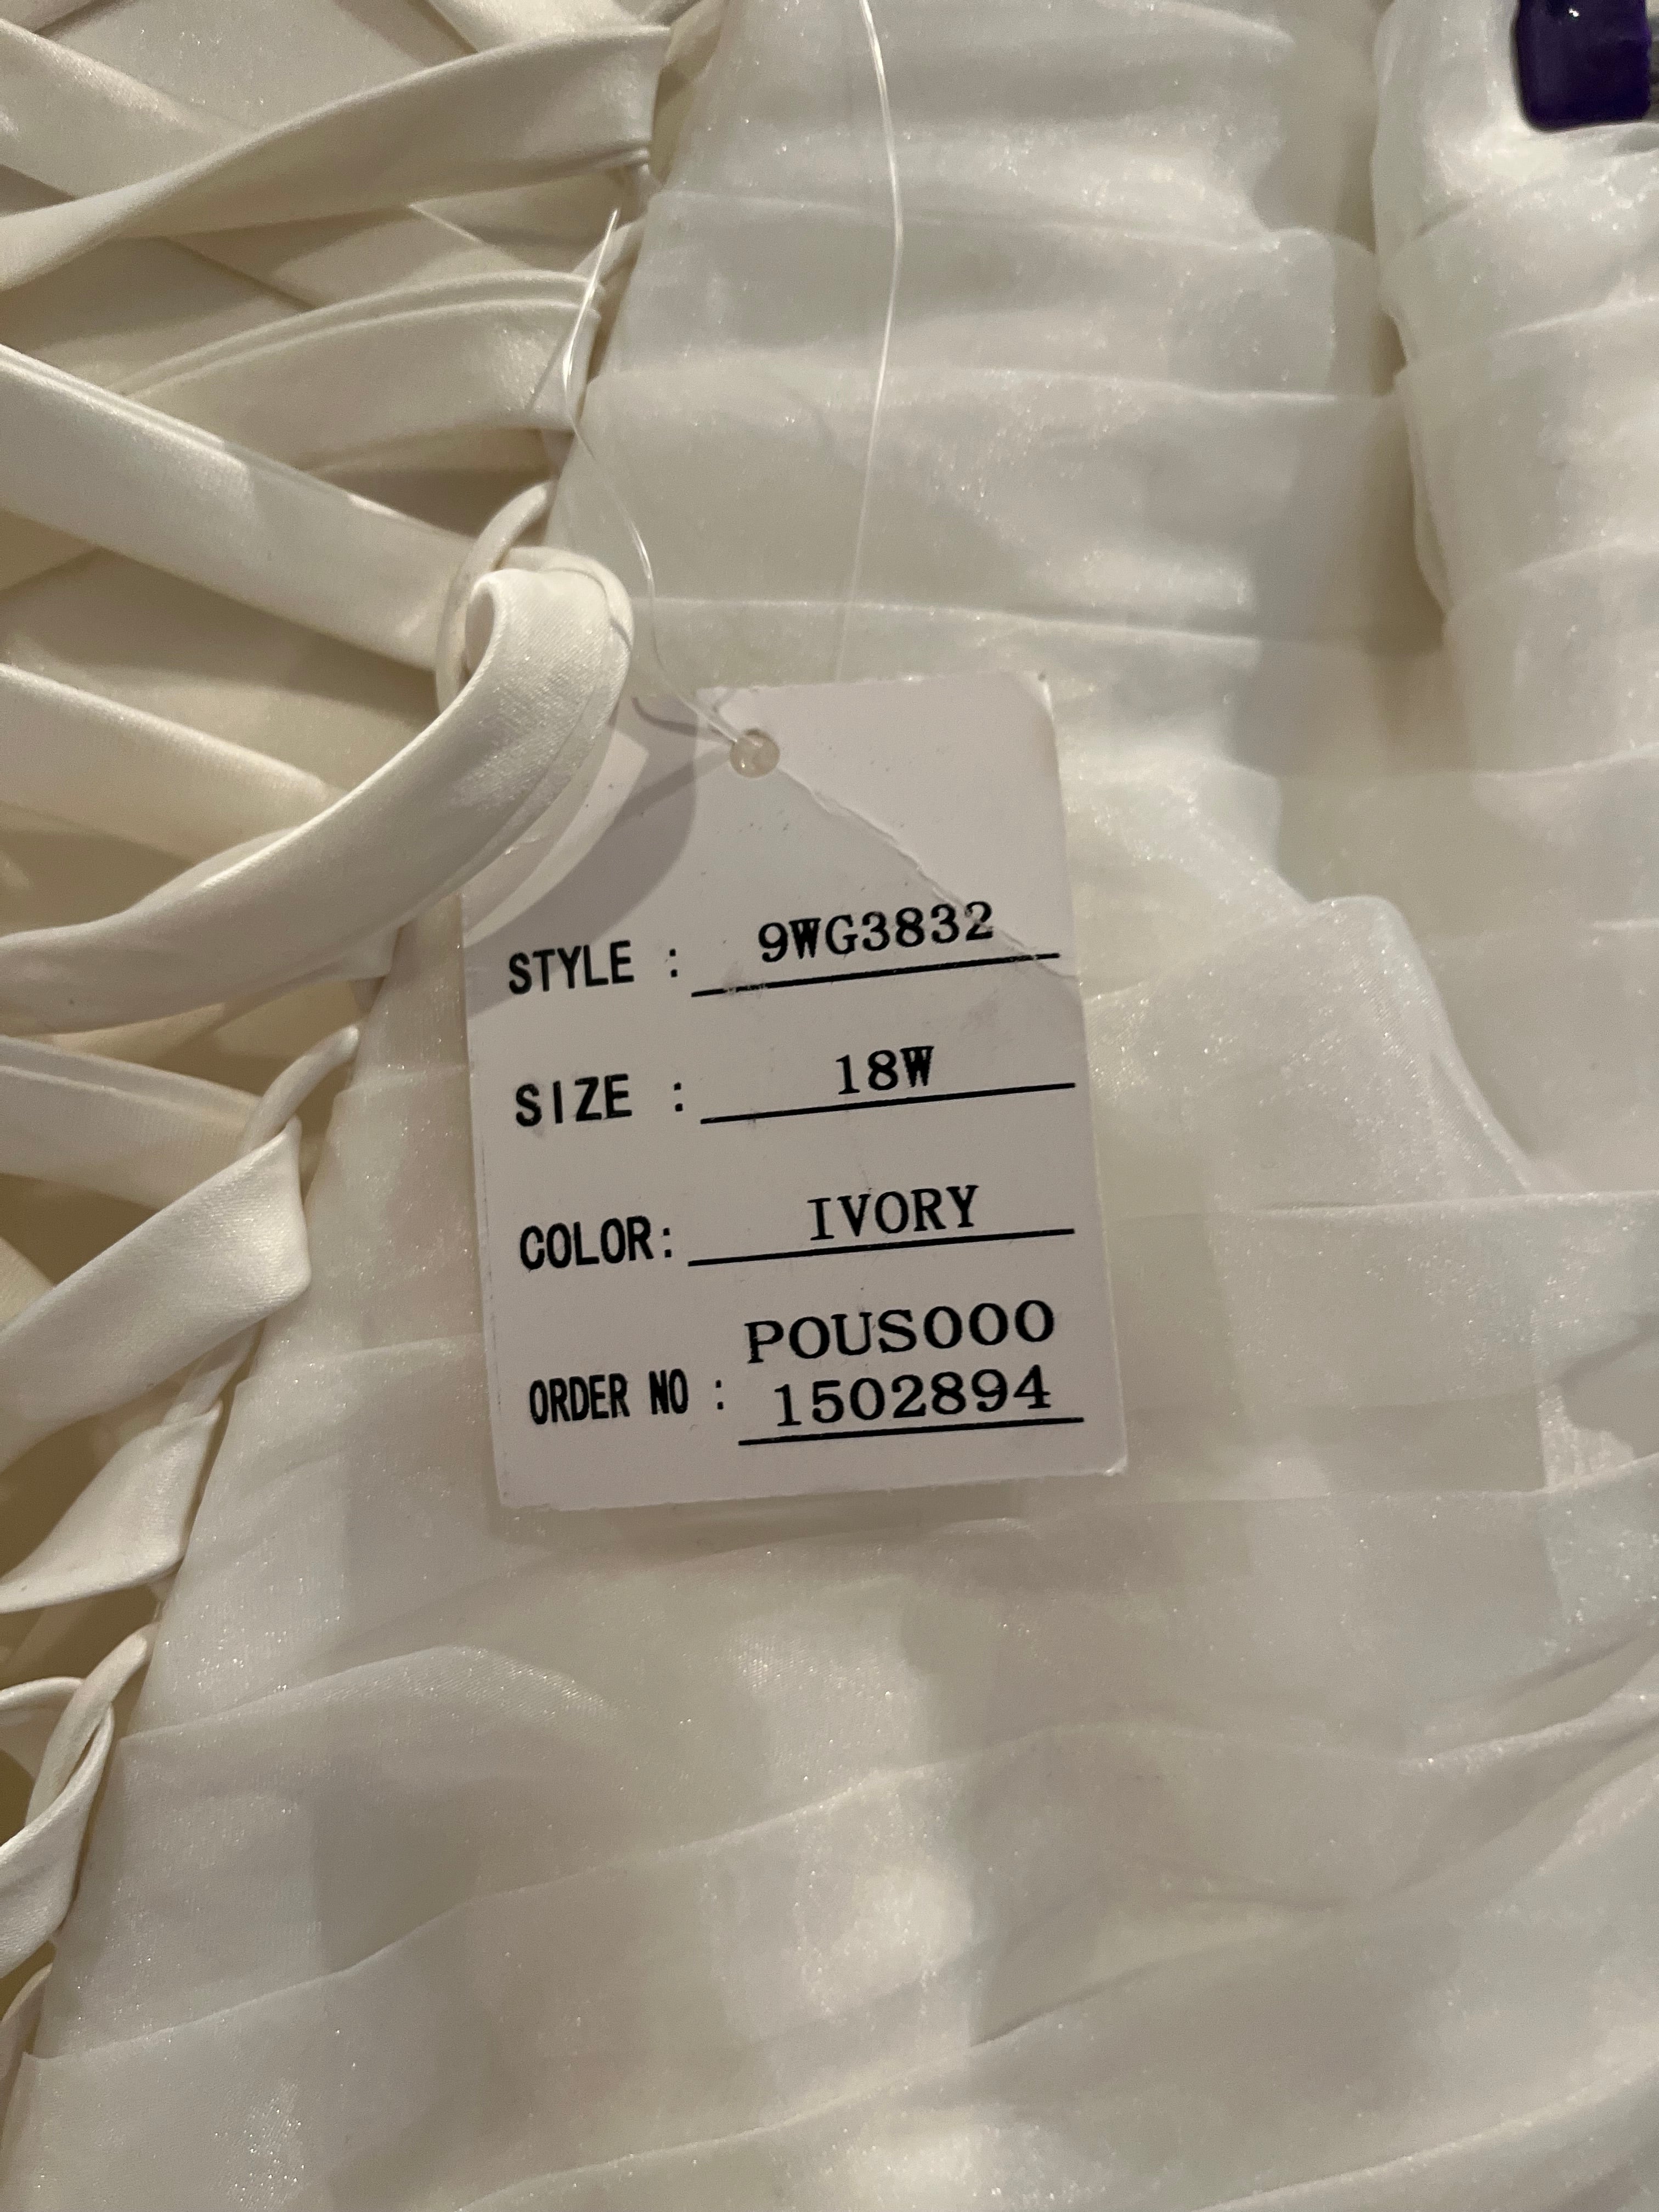 STYLE : 9WG3832
SIZE : 18W
COLOR: IVORY
POUS000
ORDER NO : 1502894